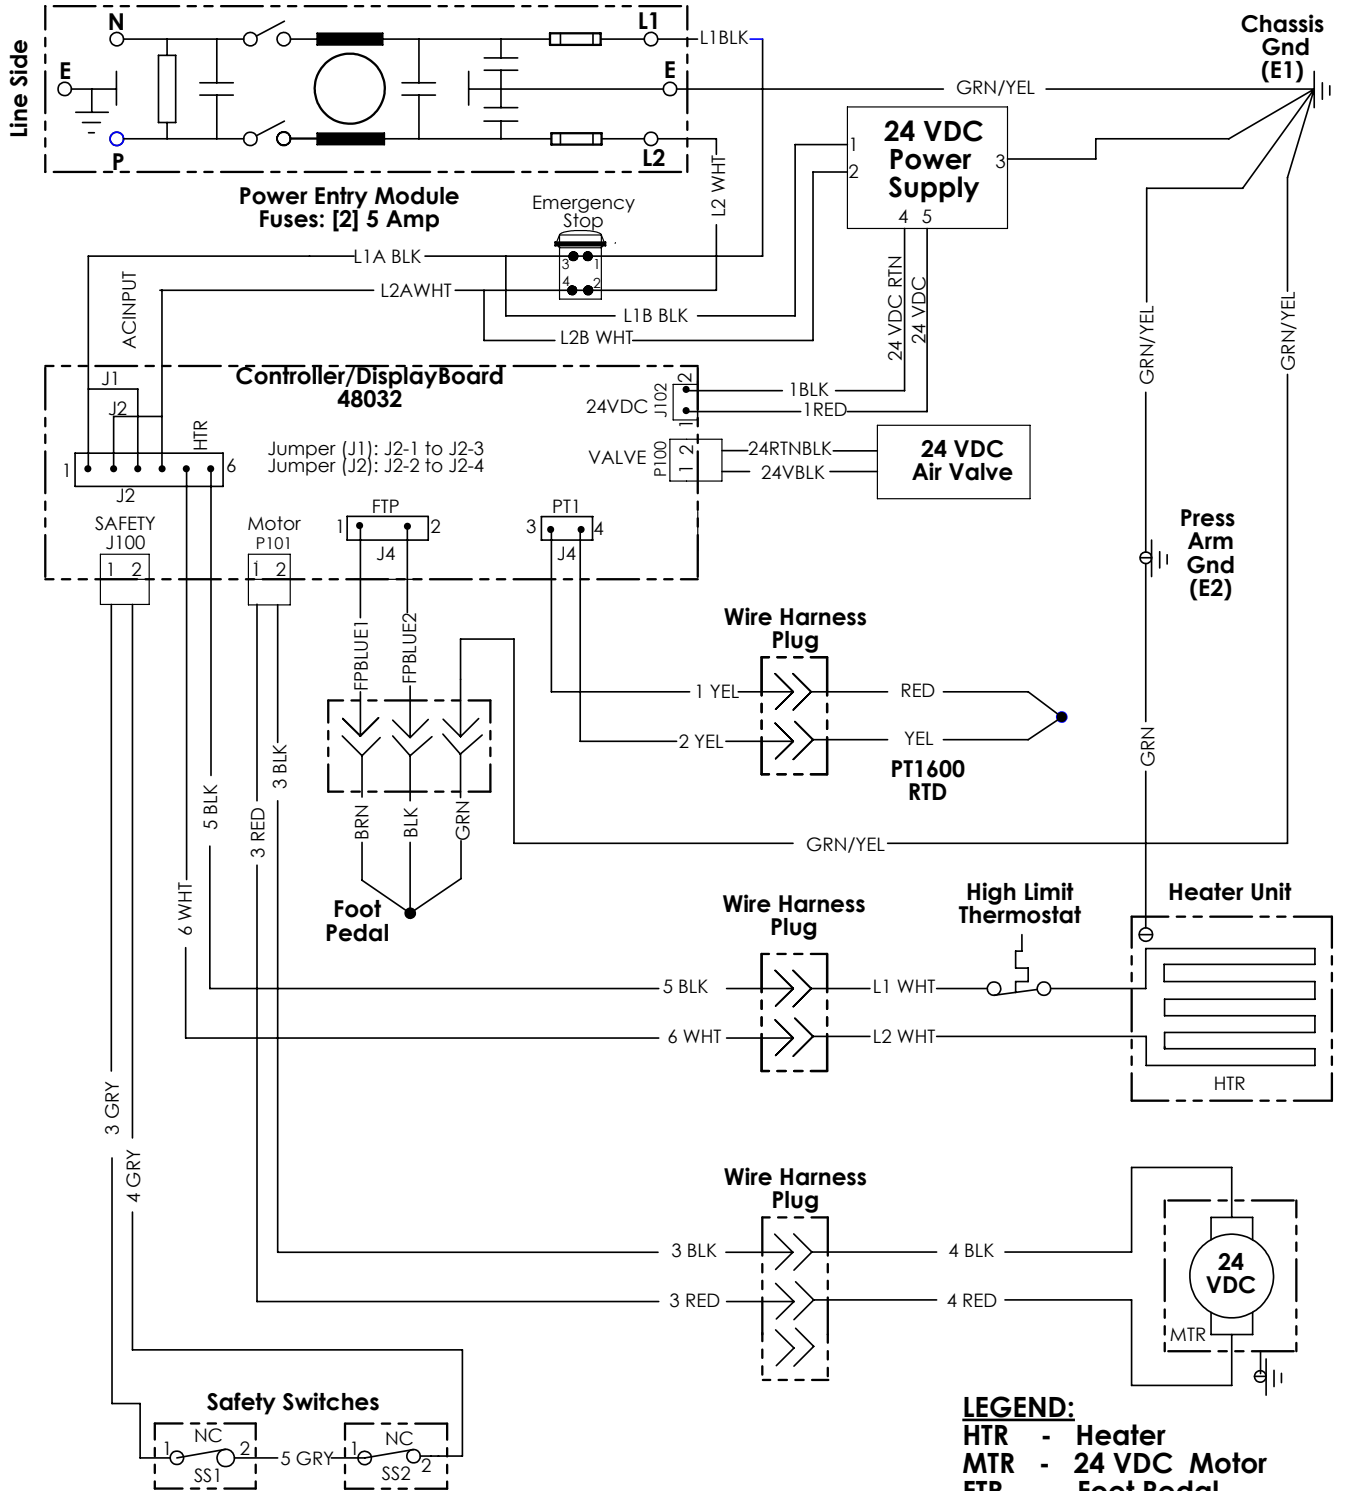 Line Side
N
L1
L1BLK
E
E
P
L2
GRN/YEL
Chassis
Gnd
(E1)
Power Entry Module
Fuses: [2] 5 Amp
L2 WHT
24 VDC
Power
Supply
1
2
3
4 5
Emergency
Stop
3 1
4 2
L1A BLK
L2AWHT
ACINPUT
L1B BLK
L2B WHT
24 VDC RTN
24 VDC
GRN/YEL
GRN/YEL
Controller/DisplayBoard
48032
J1
J2
HTR
1
6
J2
Jumper (J1): J2-1 to J2-3
Jumper (J2): J2-2 to J2-4
24VDC
J102
1 2
1BLK
1RED
VALVE
P100
1 2
24RTNBLK
24VBLK
24 VDC
Air Valve
SAFETY
J100
1 2
Motor
P101
1 2
FTP
1
2
J4
PT1
3
4
J4
Press
Arm
Gnd
(E2)
FPBLUE1
FPBLUE2
Wire Harness
Plug
1 YEL
RED
2 YEL
YEL
PT1600
RTD
GRN
5 BLK
3 RED
3 BLK
BRN
BLK
GRN
GRN/YEL
6 WHT
Foot
Pedal
Wire Harness
Plug
High Limit
Thermostat
Heater Unit
5 BLK
L1 WHT
6 WHT
L2 WHT
HTR
3 GRY
4 GRY
Wire Harness
Plug
3 BLK
4 BLK
3 RED
4 RED
24
VDC
MTR
Safety Switches
NC
1
2
SS1
5 GRY
NC
1
2
SS2
LEGEND:
HTR - Heater
MTR - 24 VDC Motor
FTP Foot Pedal